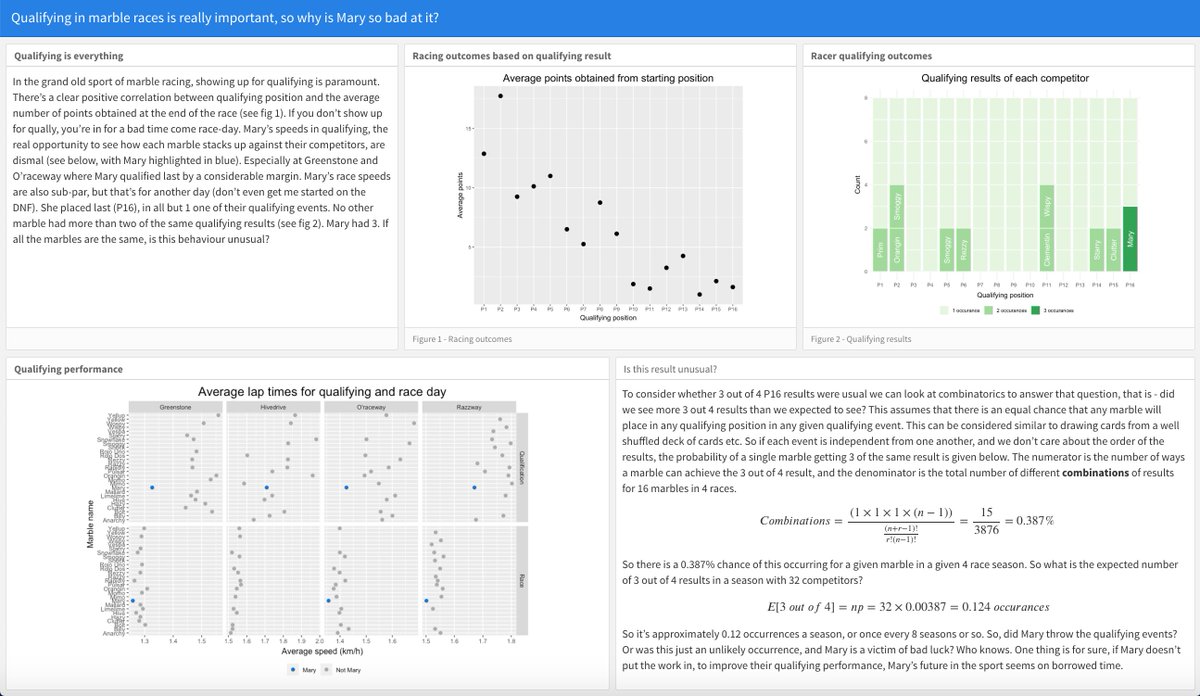 Qualifying in marble races is really important, so why is Mary so bad at it?
Qualifying is everything
In the grand old sport of marble racing, showing up for qualifying is paramount.
There's a clear positive correlation between qualifying position and the average
number of points obtained at the end of the race (see fig 1). If you don't show up
for qually, you're in for a bad time come race-day. Mary's speeds in qualifying, the
real opportunity to see how each marble stacks up against their competitors, are
dismal (see below, with Mary highlighted in blue). Especially at Greenstone and
O'raceway where Mary qualified last by a considerable margin. Mary's race speeds
are also sub-par, but that's for another day (don't even get me started on the
DNF). She placed last (P16), in all but 1 one of their qualifying events. No other
marble had more than two of the same qualifying results (see fig 2). Mary had 3. If
all the marbles are the same, is this behaviour unusual?
Racing outcomes based on qualifying result
Average points obtained from starting position
Average points
15
10
5
P1 P2 P3 P4 P5 P6 P7 P8 P9 P10 P11 P12 P13 P14 P15 P16
Qualifying position
Figure 1 - Racing outcomes
Racer qualifying outcomes
Qualifying results of each competitor
Count
8
6
4
2
0
Prim
Smoggy
Orangin
Smoggy
Rezzy
Wispy
Clementin
Starry
Clutter
Mary
P1 P2 P3 P4 P5 P6 P7 P8 P9 P10 P11 P12 P13 P14 P15 P16
Qualifying position
1 occurance 2 occurances 3 occurances
Figure 2 - Qualifying results
Qualifying performance
Average lap times for qualifying and race day
Greenstone Hivedrive O'raceway Razzway
Marble name
Qualification
Race
Anarchy
Anarchy
1.3 1.4 1.5 1.5 1.6 1.7 1.8 1.9 2.0 1.4 1.5 1.6 1.5 1.6 1.7 1.8
Average speed (km/h)
Mary Not Mary
Is this result unusual?
To consider whether 3 out of 4 P16 results were usual we can look at combinatorics to answer that question, that is - did
we see more 3 out 4 results than we expected to see? This assumes that there is an equal chance that any marble will
place in any qualifying position in any given qualifying event. This can be considered similar to drawing cards from a well
shuffled deck of cards etc. So if each event is independent from one another, and we don't care about the order of the
results, the probability of a single marble getting 3 of the same result is given below. The numerator is the number of ways
a marble can achieve the 3 out of 4 result, and the denominator is the total number of different combinations of results
for 16 marbles in 4 races.
Combinations = (1 × 1 × 1 × (n − 1)) / ((n+r−1)! / r!(n−1)!) = 15 / 3876 = 0.387%
So there is a 0.387% chance of this occurring for a given marble in a given 4 race season. So what is the expected number
of 3 out of 4 results in a season with 32 competitors?
E[3 out of 4] = np = 32 × 0.00387 = 0.124 occurances
So it's approximately 0.12 occurrences a season, or once every 8 seasons or so. So, did Mary throw the qualifying events?
Or was this just an unlikely occurrence, and Mary is a victim of bad luck? Who knows. One thing is for sure, if Mary doesn't
put the work in, to improve their qualifying performance, Mary's future in the sport seems on borrowed time.